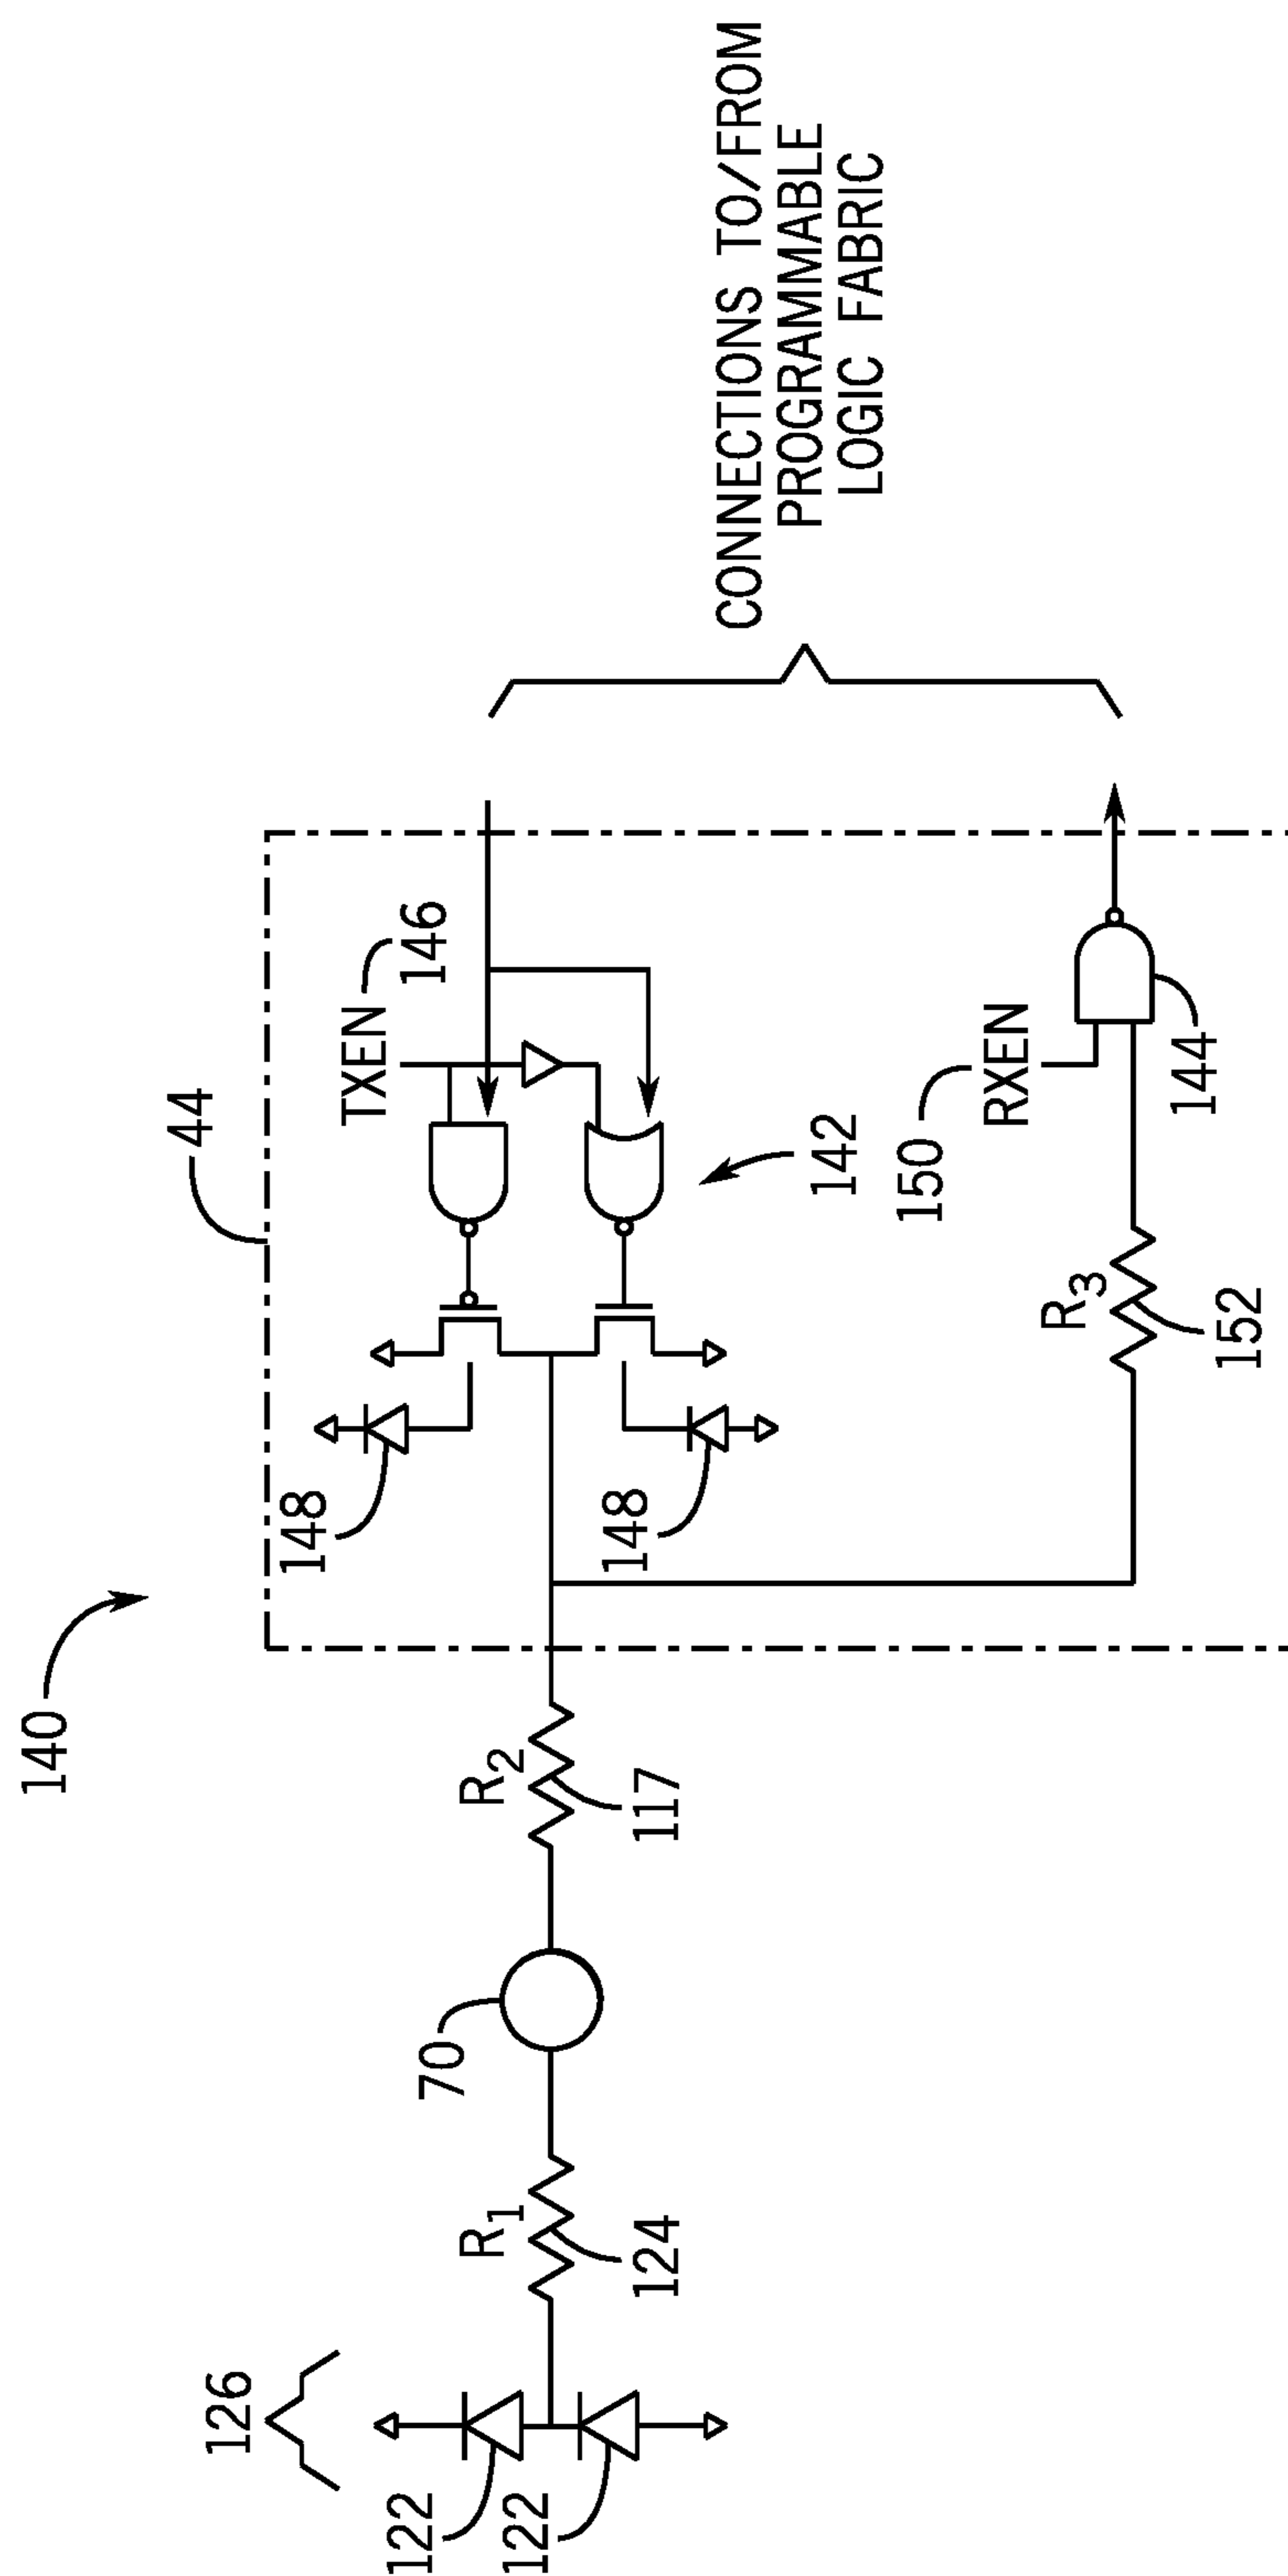 140
44
126
122
122
R1
124
70
R2
117
148
148
TXEN
146
142
150
RXEN
R3
152
144
CONNECTIONS TO/FROM
PROGRAMMABLE
LOGIC FABRIC